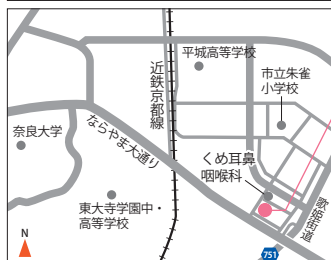 平城高等学校
近鉄京都線
市立朱雀
小学校
奈良大学
ならやま大通り
くめ耳鼻
咽喉科
東大寺学園中・
高等学校
歌姫街道
N
751